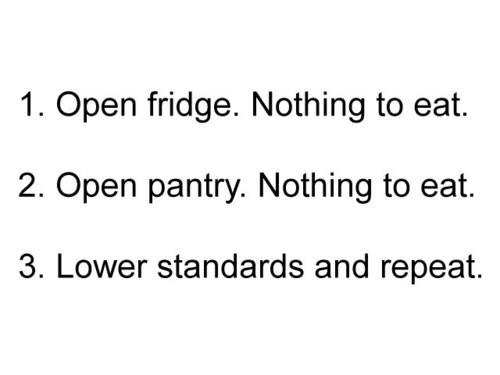 1. Open fridge. Nothing to eat.
2. Open pantry. Nothing to eat.
3. Lower standards and repeat.